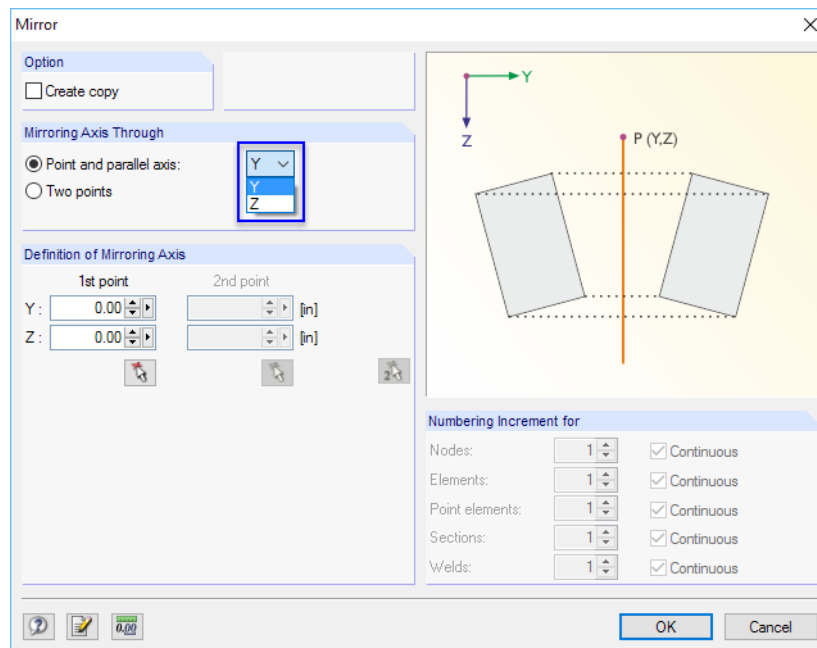 Mirror
Option
Create copy
Mirroring Axis Through
Point and parallel axis:
Y
Y
Z
Two points
Definition of Mirroring Axis
1st point
2nd point
Y :
0.00
[in]
Z :
0.00
[in]
2
Y
Z
P (Y,Z)
Numbering Increment for
Nodes:
1
Continuous
Elements:
1
Continuous
Point elements:
1
Continuous
Sections:
1
Continuous
Welds:
1
Continuous
?
0.00
OK
Cancel